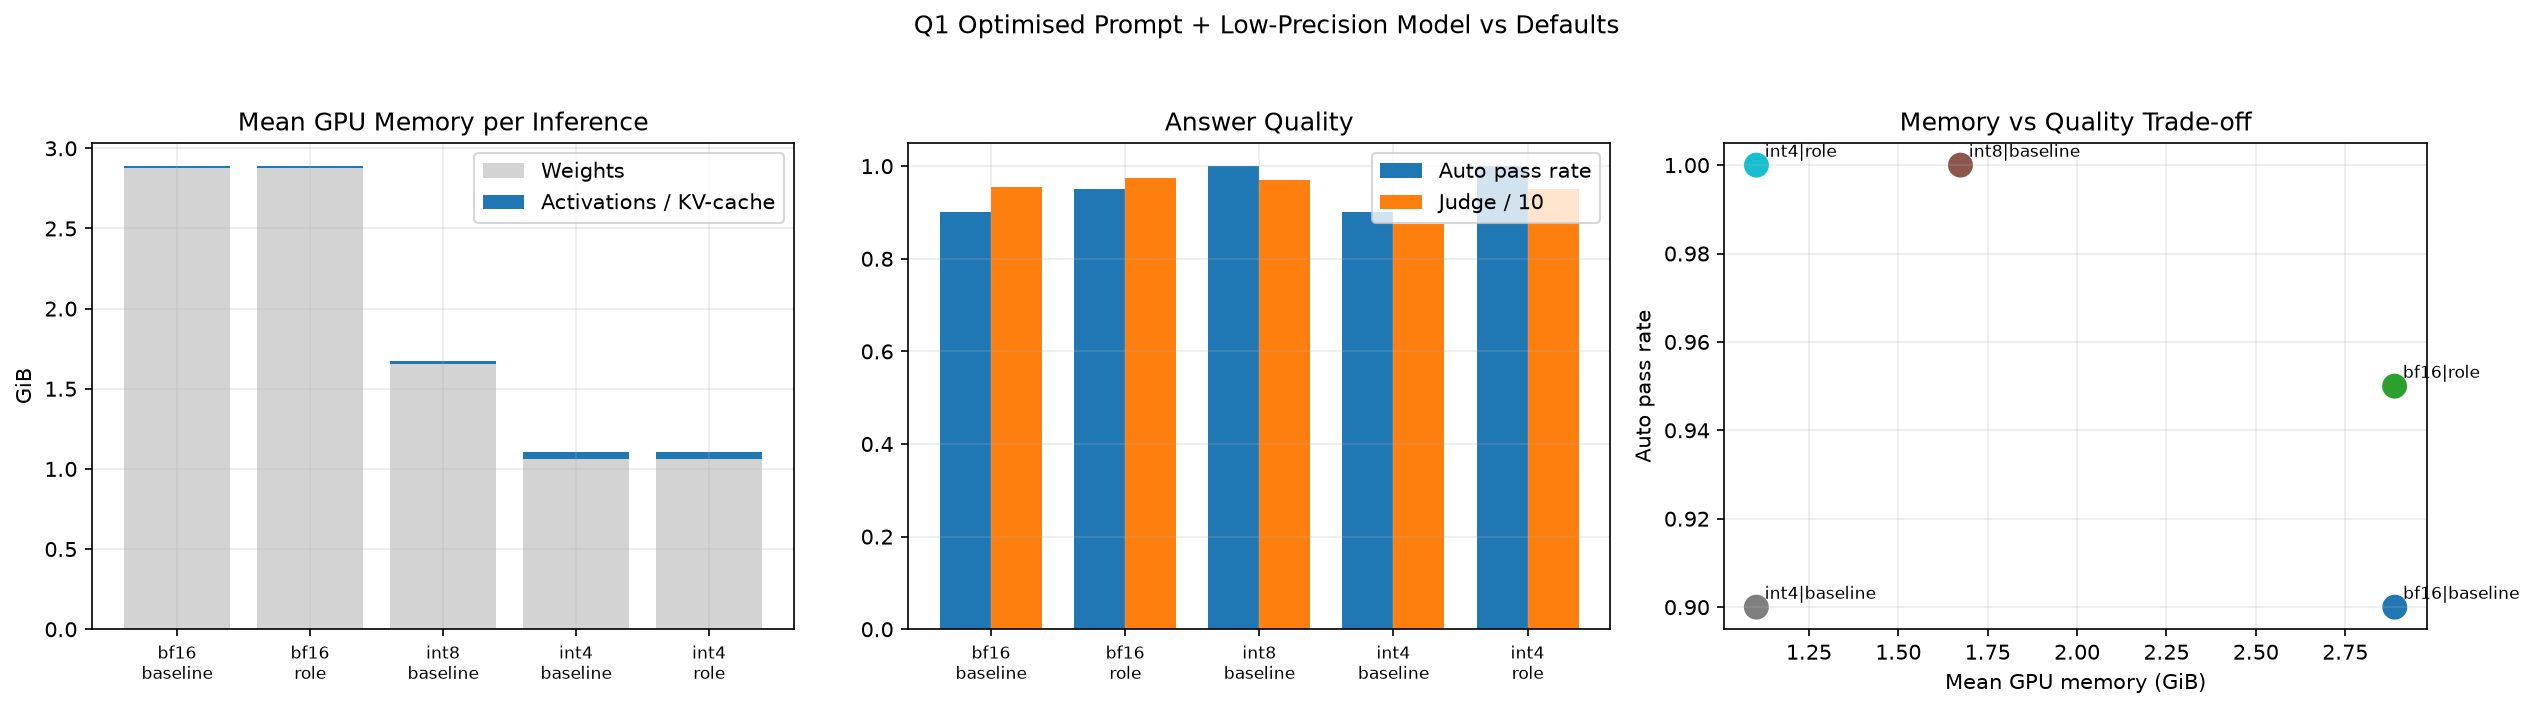 Q1 Optimised Prompt + Low-Precision Model vs Defaults
Mean GPU Memory per Inference
3.0
2.5
2.0
1.5
1.0
0.5
0.0
GiB
Weights
Activations / KV-cache
bf16
baseline
bf16
role
int8
baseline
int4
baseline
int4
role
Answer Quality
1.0
0.8
0.6
0.4
0.2
0.0
Auto pass rate
Judge / 10
bf16
baseline
bf16
role
int8
baseline
int4
baseline
int4
role
Memory vs Quality Trade-off
Auto pass rate
1.00
0.98
0.96
0.94
0.92
0.90
int4|role
int8|baseline
bf16|role
int4|baseline
bf16|baseline
1.25
1.50
1.75
2.00
2.25
2.50
2.75
Mean GPU memory (GiB)